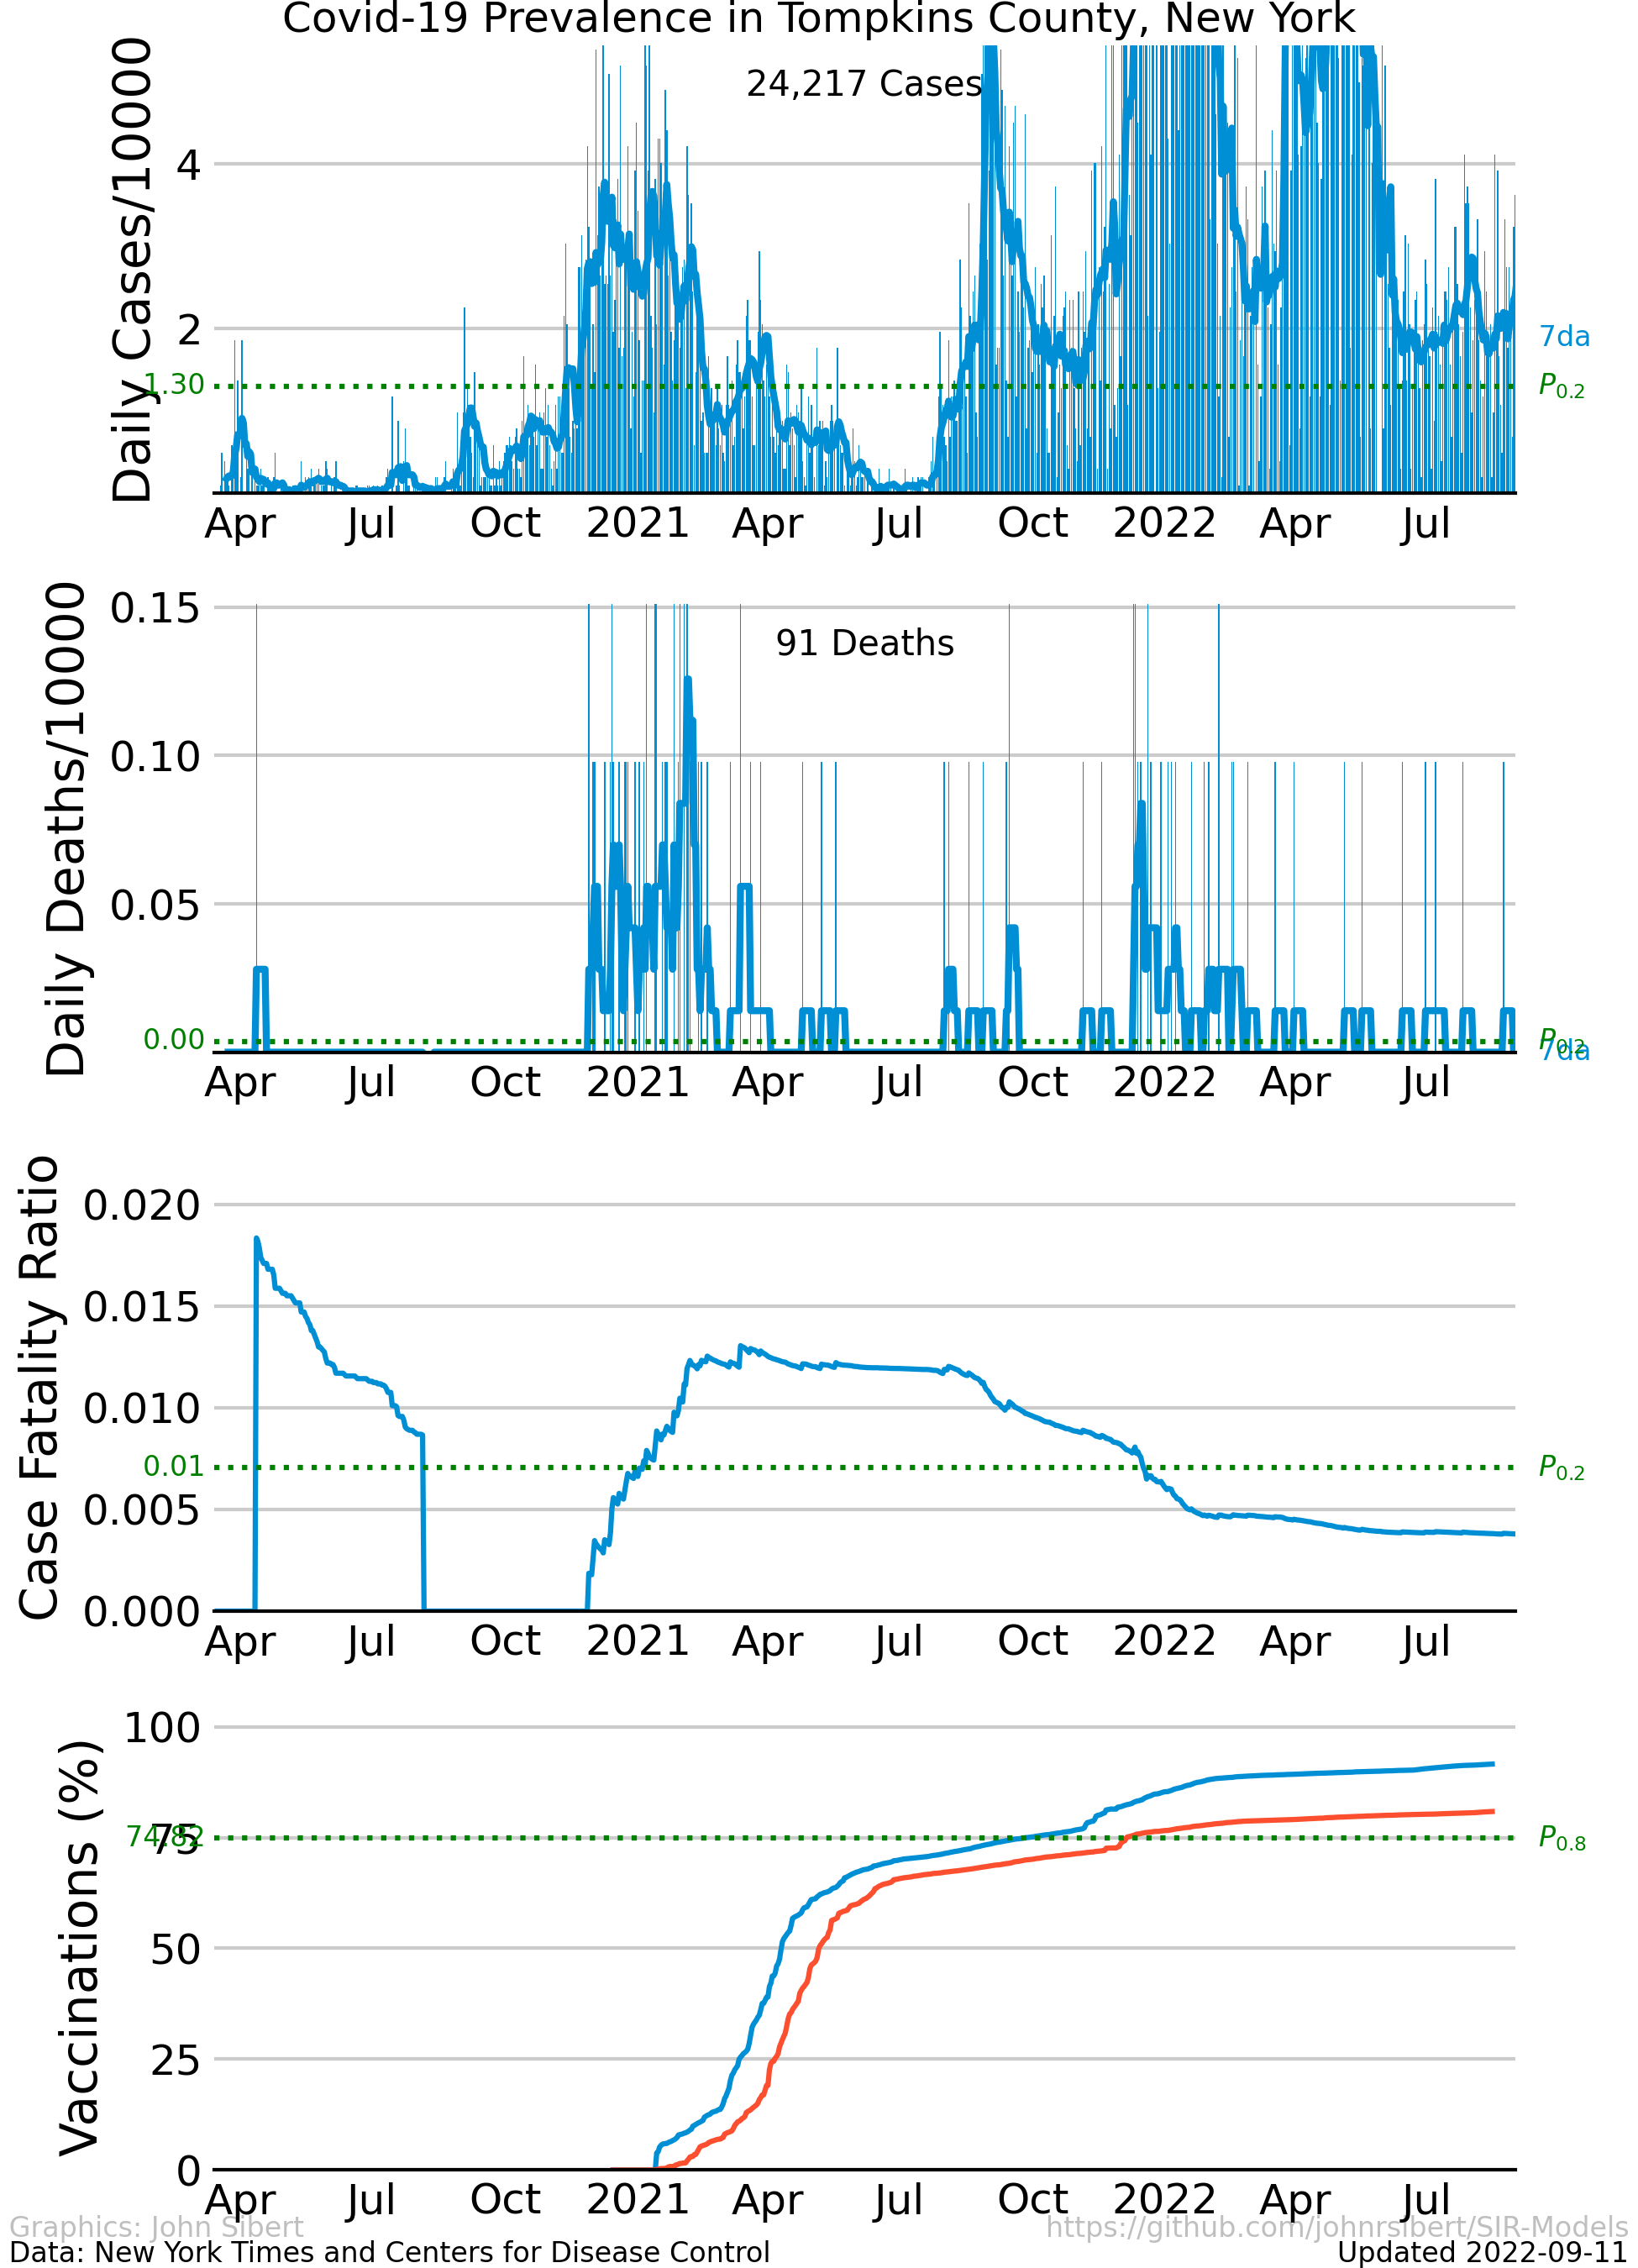 Covid-19 Prevalence in Tompkins County, New York
24,217 Cases
Daily Cases/10000
4
2
1.30
7da
P0.2
Apr Jul Oct 2021 Apr Jul Oct 2022 Apr Jul
91 Deaths
Daily Deaths/10000
0.15
0.10
0.05
0.00
P0.2
7da
Apr Jul Oct 2021 Apr Jul Oct 2022 Apr Jul
Case Fatality Ratio
0.020
0.015
0.010
0.01
0.005
0.000
P0.2
Apr Jul Oct 2021 Apr Jul Oct 2022 Apr Jul
Vaccinations (%)
100
75
74.82
50
25
0
P0.8
Apr Jul Oct 2021 Apr Jul Oct 2022 Apr Jul
Graphics: John Sibert
https://github.com/johnrsibert/SIR-Models
Data: New York Times and Centers for Disease Control
Updated 2022-09-11